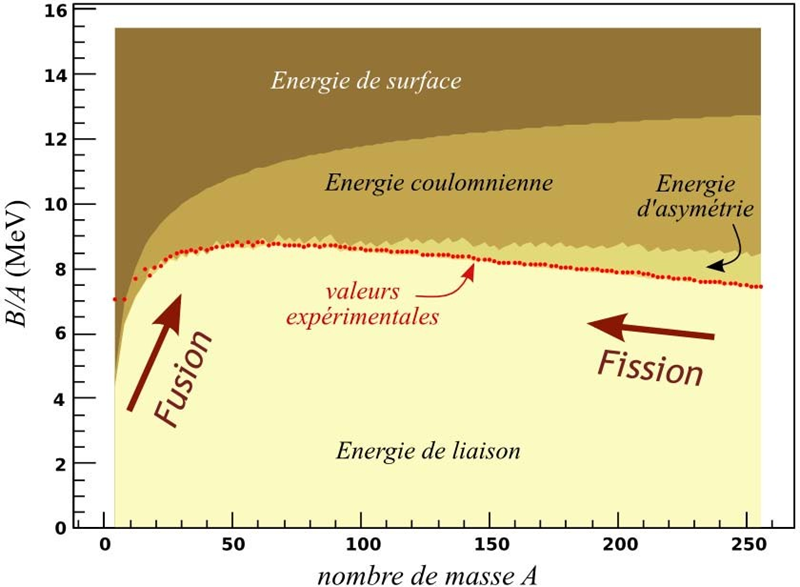 16
14
12
10
8
6
4
2
0
B/A (MeV)
Energie de surface
Energie coulomnienne
Energie
d'asymétrie
valeurs
expérimentales
Fusion
Fission
Energie de liaison
0 50 100 150 200 250
nombre de masse A